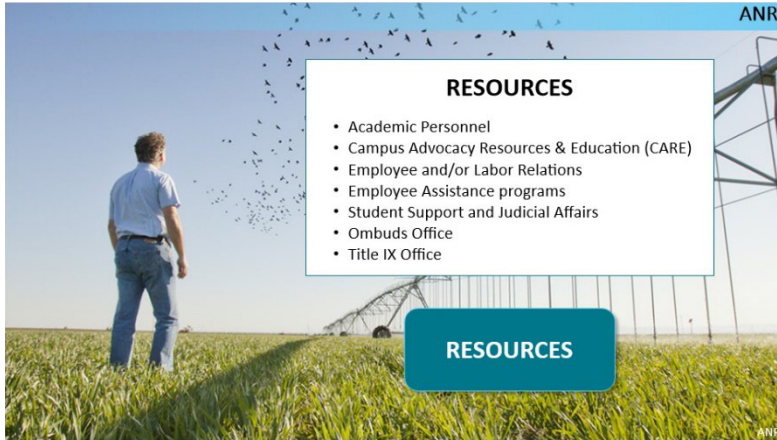 ANR
RESOURCES
• Academic Personnel
• Campus Advocacy Resources & Education (CARE)
• Employee and/or Labor Relations
• Employee Assistance programs
• Student Support and Judicial Affairs
• Ombuds Office
• Title IX Office
RESOURCES
ANR